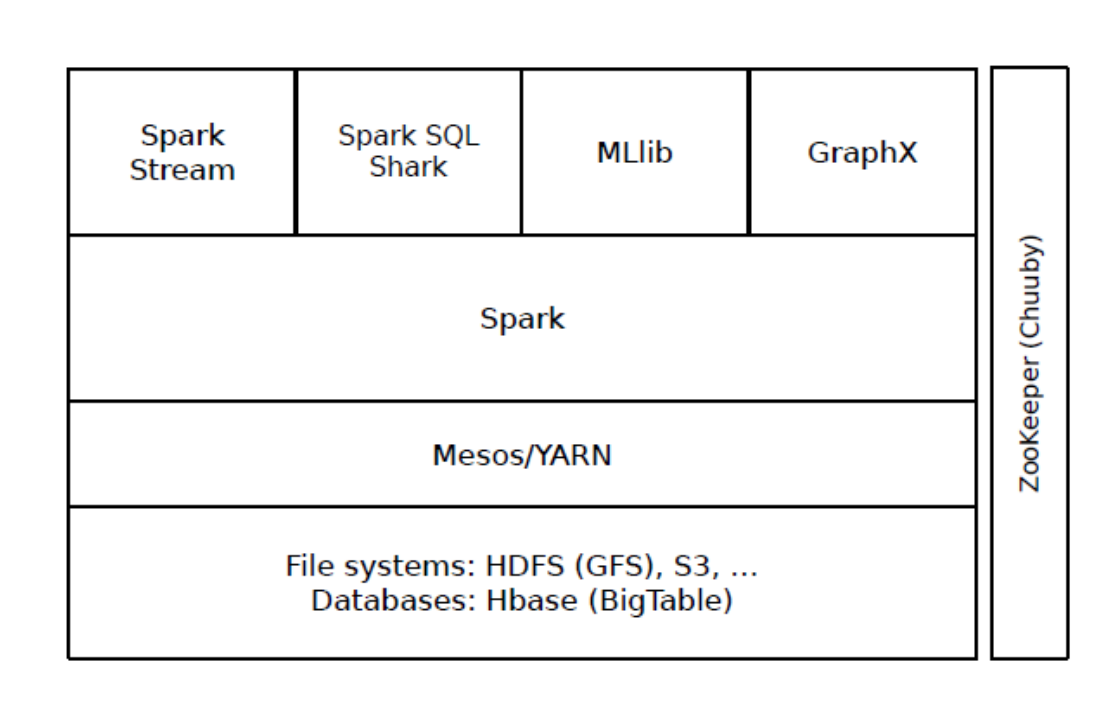 Spark
Stream
Spark SQL
Shark
MLlib
GraphX
Spark
Mesos/YARN
File systems: HDFS (GFS), S3, ...
Databases: Hbase (BigTable)
ZooKeeper (Chuuby)